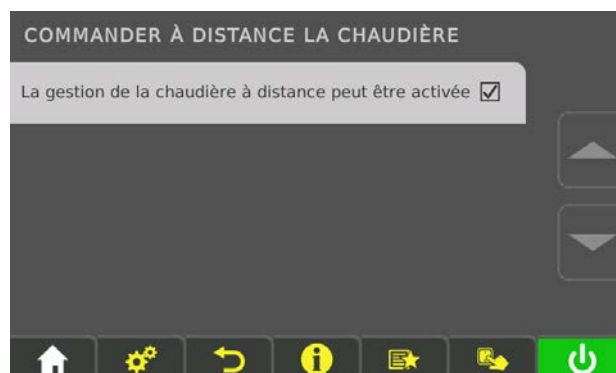 COMMANDER À DISTANCE LA CHAUDIÈRE
La gestion de la chaudière à distance peut être activée